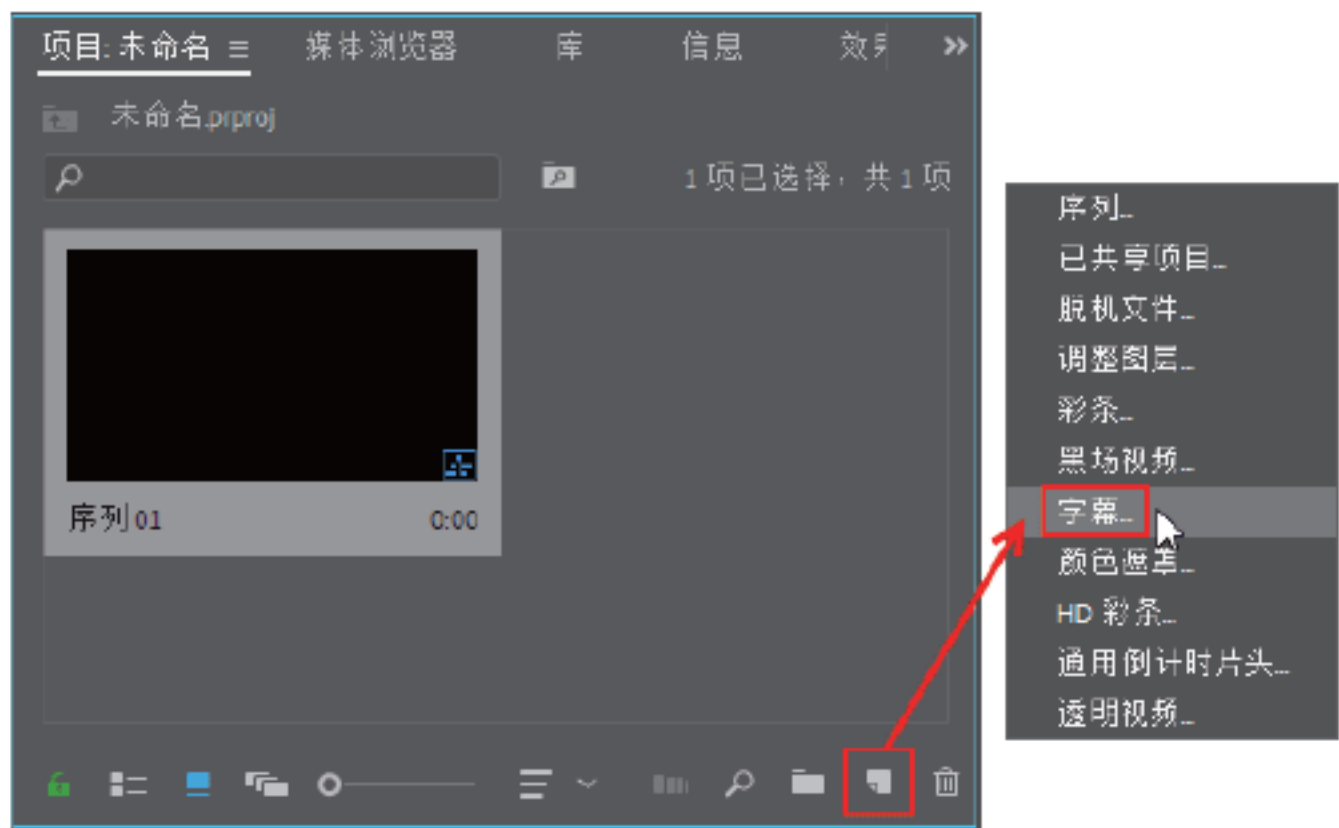 项目: 未命名 ☰ 媒体浏览器 库 信息 效果 »
未命名.prproj
1 项已选择，共 1 项
序列 01 0:00
序列...
已共享项目...
脱机文件...
调整图层...
彩条...
黑场视频...
字幕...
颜色遮罩...
HD 彩条...
通用倒计时片头...
透明视频...